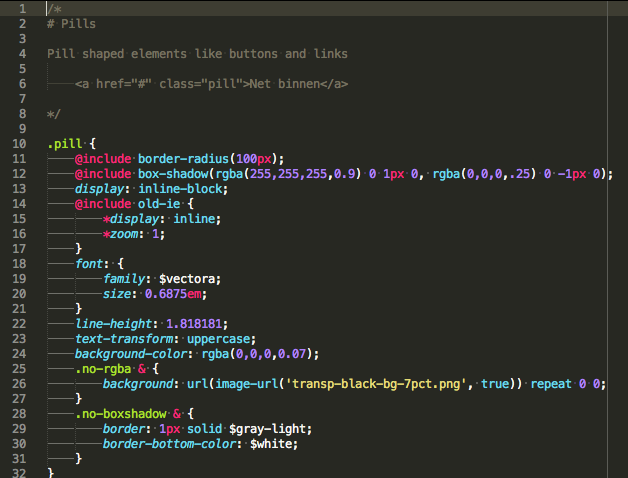 1 /*
2 # Pills
3
4 Pill shaped elements like buttons and links
5
6     <a href="#" class="pill">Net binnen</a>
7
8 */
9
10 .pill {
11     @include border-radius(100px);
12     @include box-shadow(rgba(255,255,255,0.9) 0 1px 0, rgba(0,0,0,.25) 0 -1px 0);
13     display: inline-block;
14     @include old-ie {
15         *display: inline;
16         *zoom: 1;
17     }
18     font: {
19         family: $vectora;
20         size: 0.6875em;
21     }
22     line-height: 1.818181;
23     text-transform: uppercase;
24     background-color: rgba(0,0,0,0.07);
25     .no-rgba & {
26         background: url(image-url('transp-black-bg-7pct.png', true)) repeat 0 0;
27     }
28     .no-boxshadow & {
29         border: 1px solid $gray-light;
30         border-bottom-color: $white;
31     }
32 }